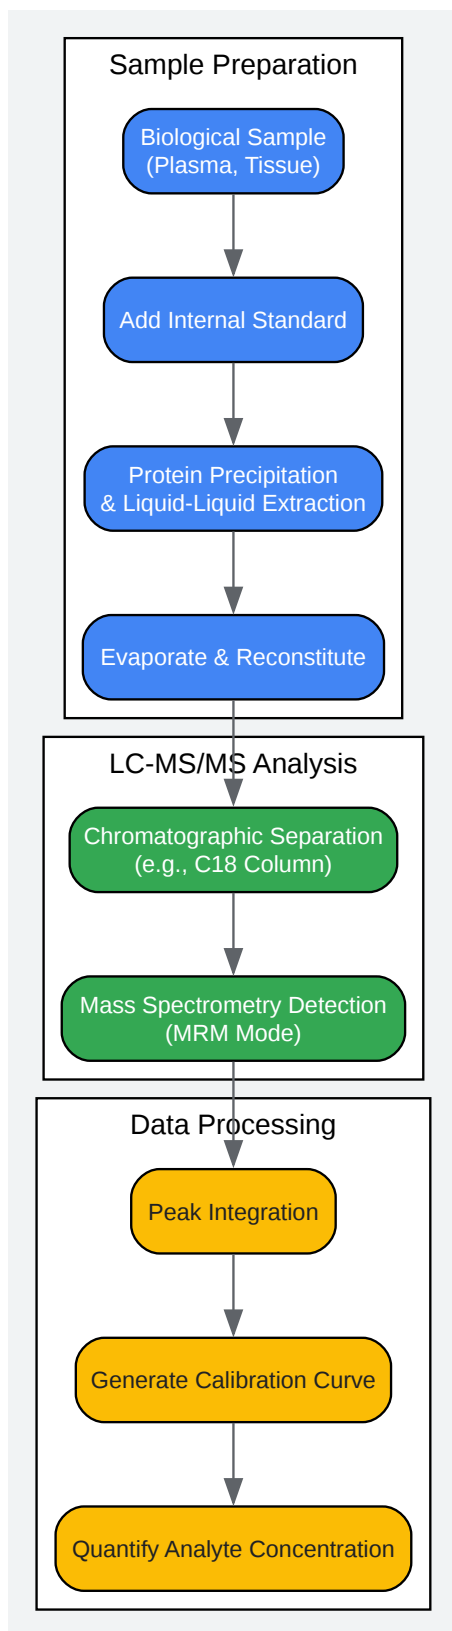 Sample Preparation
Biological Sample
(Plasma, Tissue)
Add Internal Standard
Protein Precipitation
& Liquid-Liquid Extraction
Evaporate & Reconstitute
LC-MS/MS Analysis
Chromatographic Separation
(e.g., C18 Column)
Mass Spectrometry Detection
(MRM Mode)
Data Processing
Peak Integration
Generate Calibration Curve
Quantify Analyte Concentration